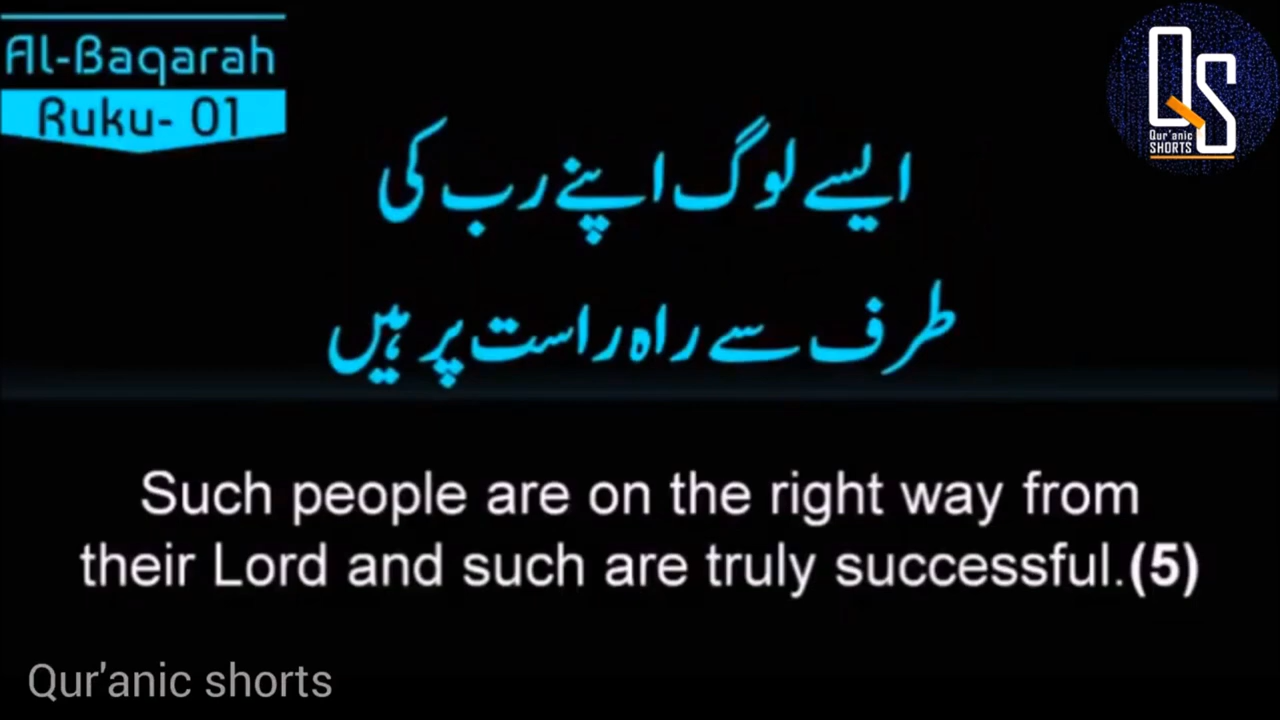 Al-Baqarah
Ruku- 01
QS
Qur'anic
SHORTS
ایسے لوگ اپنے رب کی
طرف سے راہ راست پر ہیں
Such people are on the right way from
their Lord and such are truly successful.(5)
Qur'anic shorts